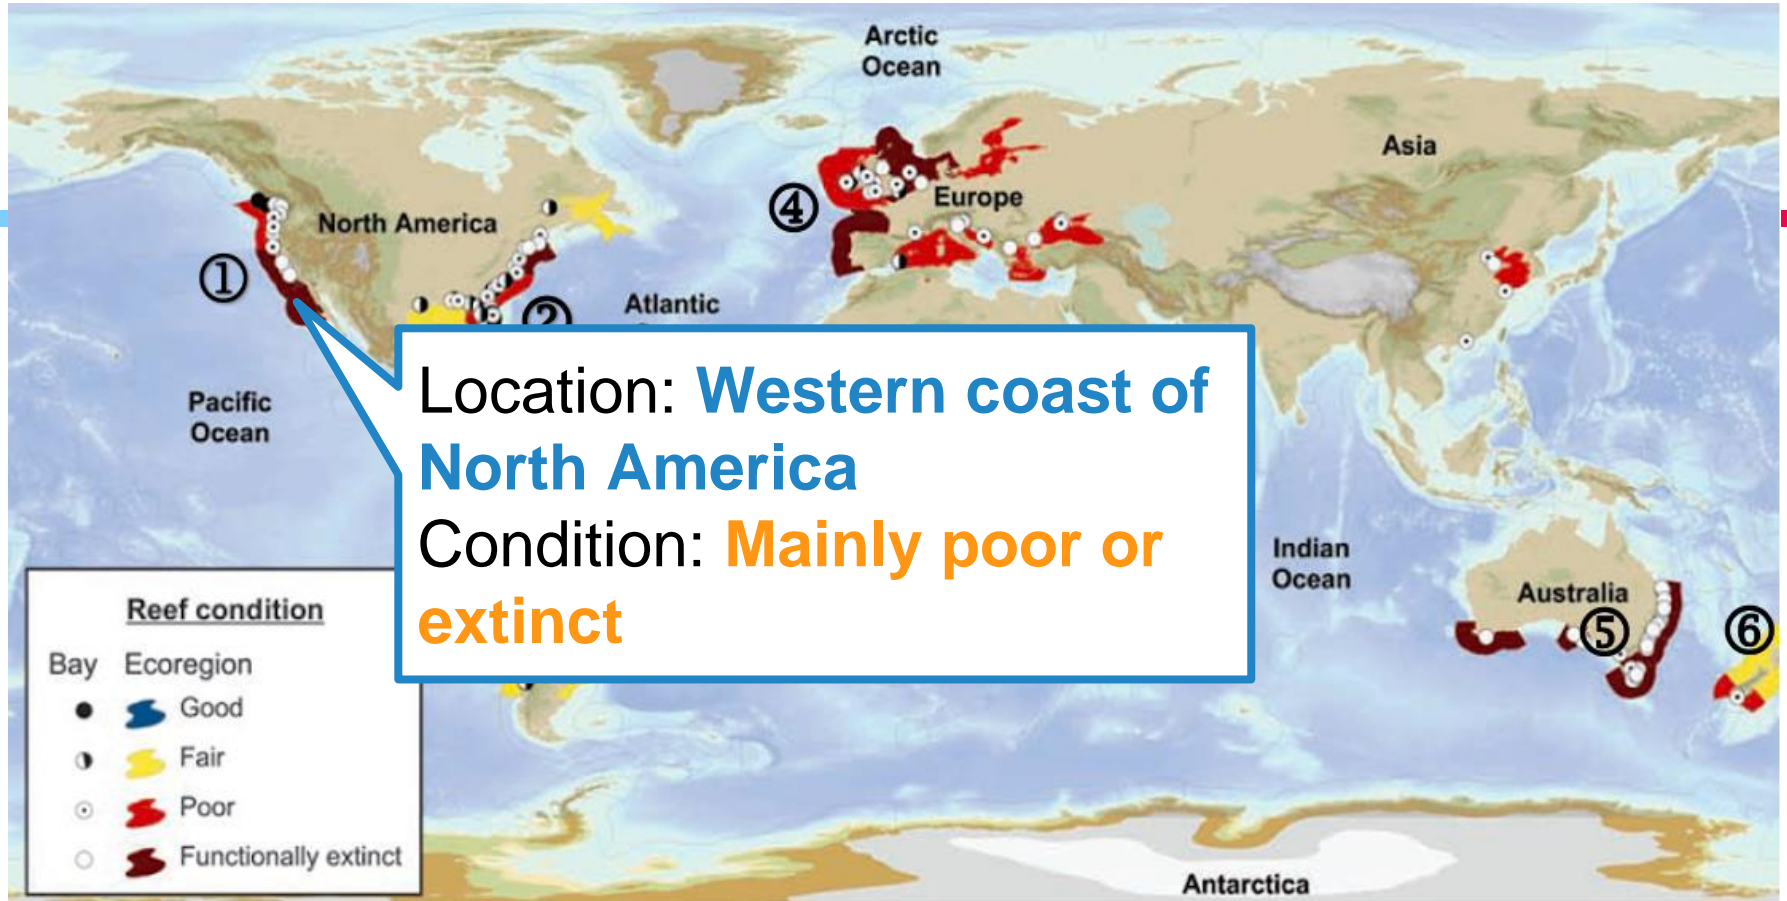 Arctic
Ocean
Asia
Europe
④
North America
①
②
Atlantic
Pacific
Ocean
Location: Western coast of
North America
Condition: Mainly poor or
extinct
Indian
Ocean
Australia
⑤
⑥
Reef condition
Bay Ecoregion
Good
Fair
Poor
Functionally extinct
Antarctica